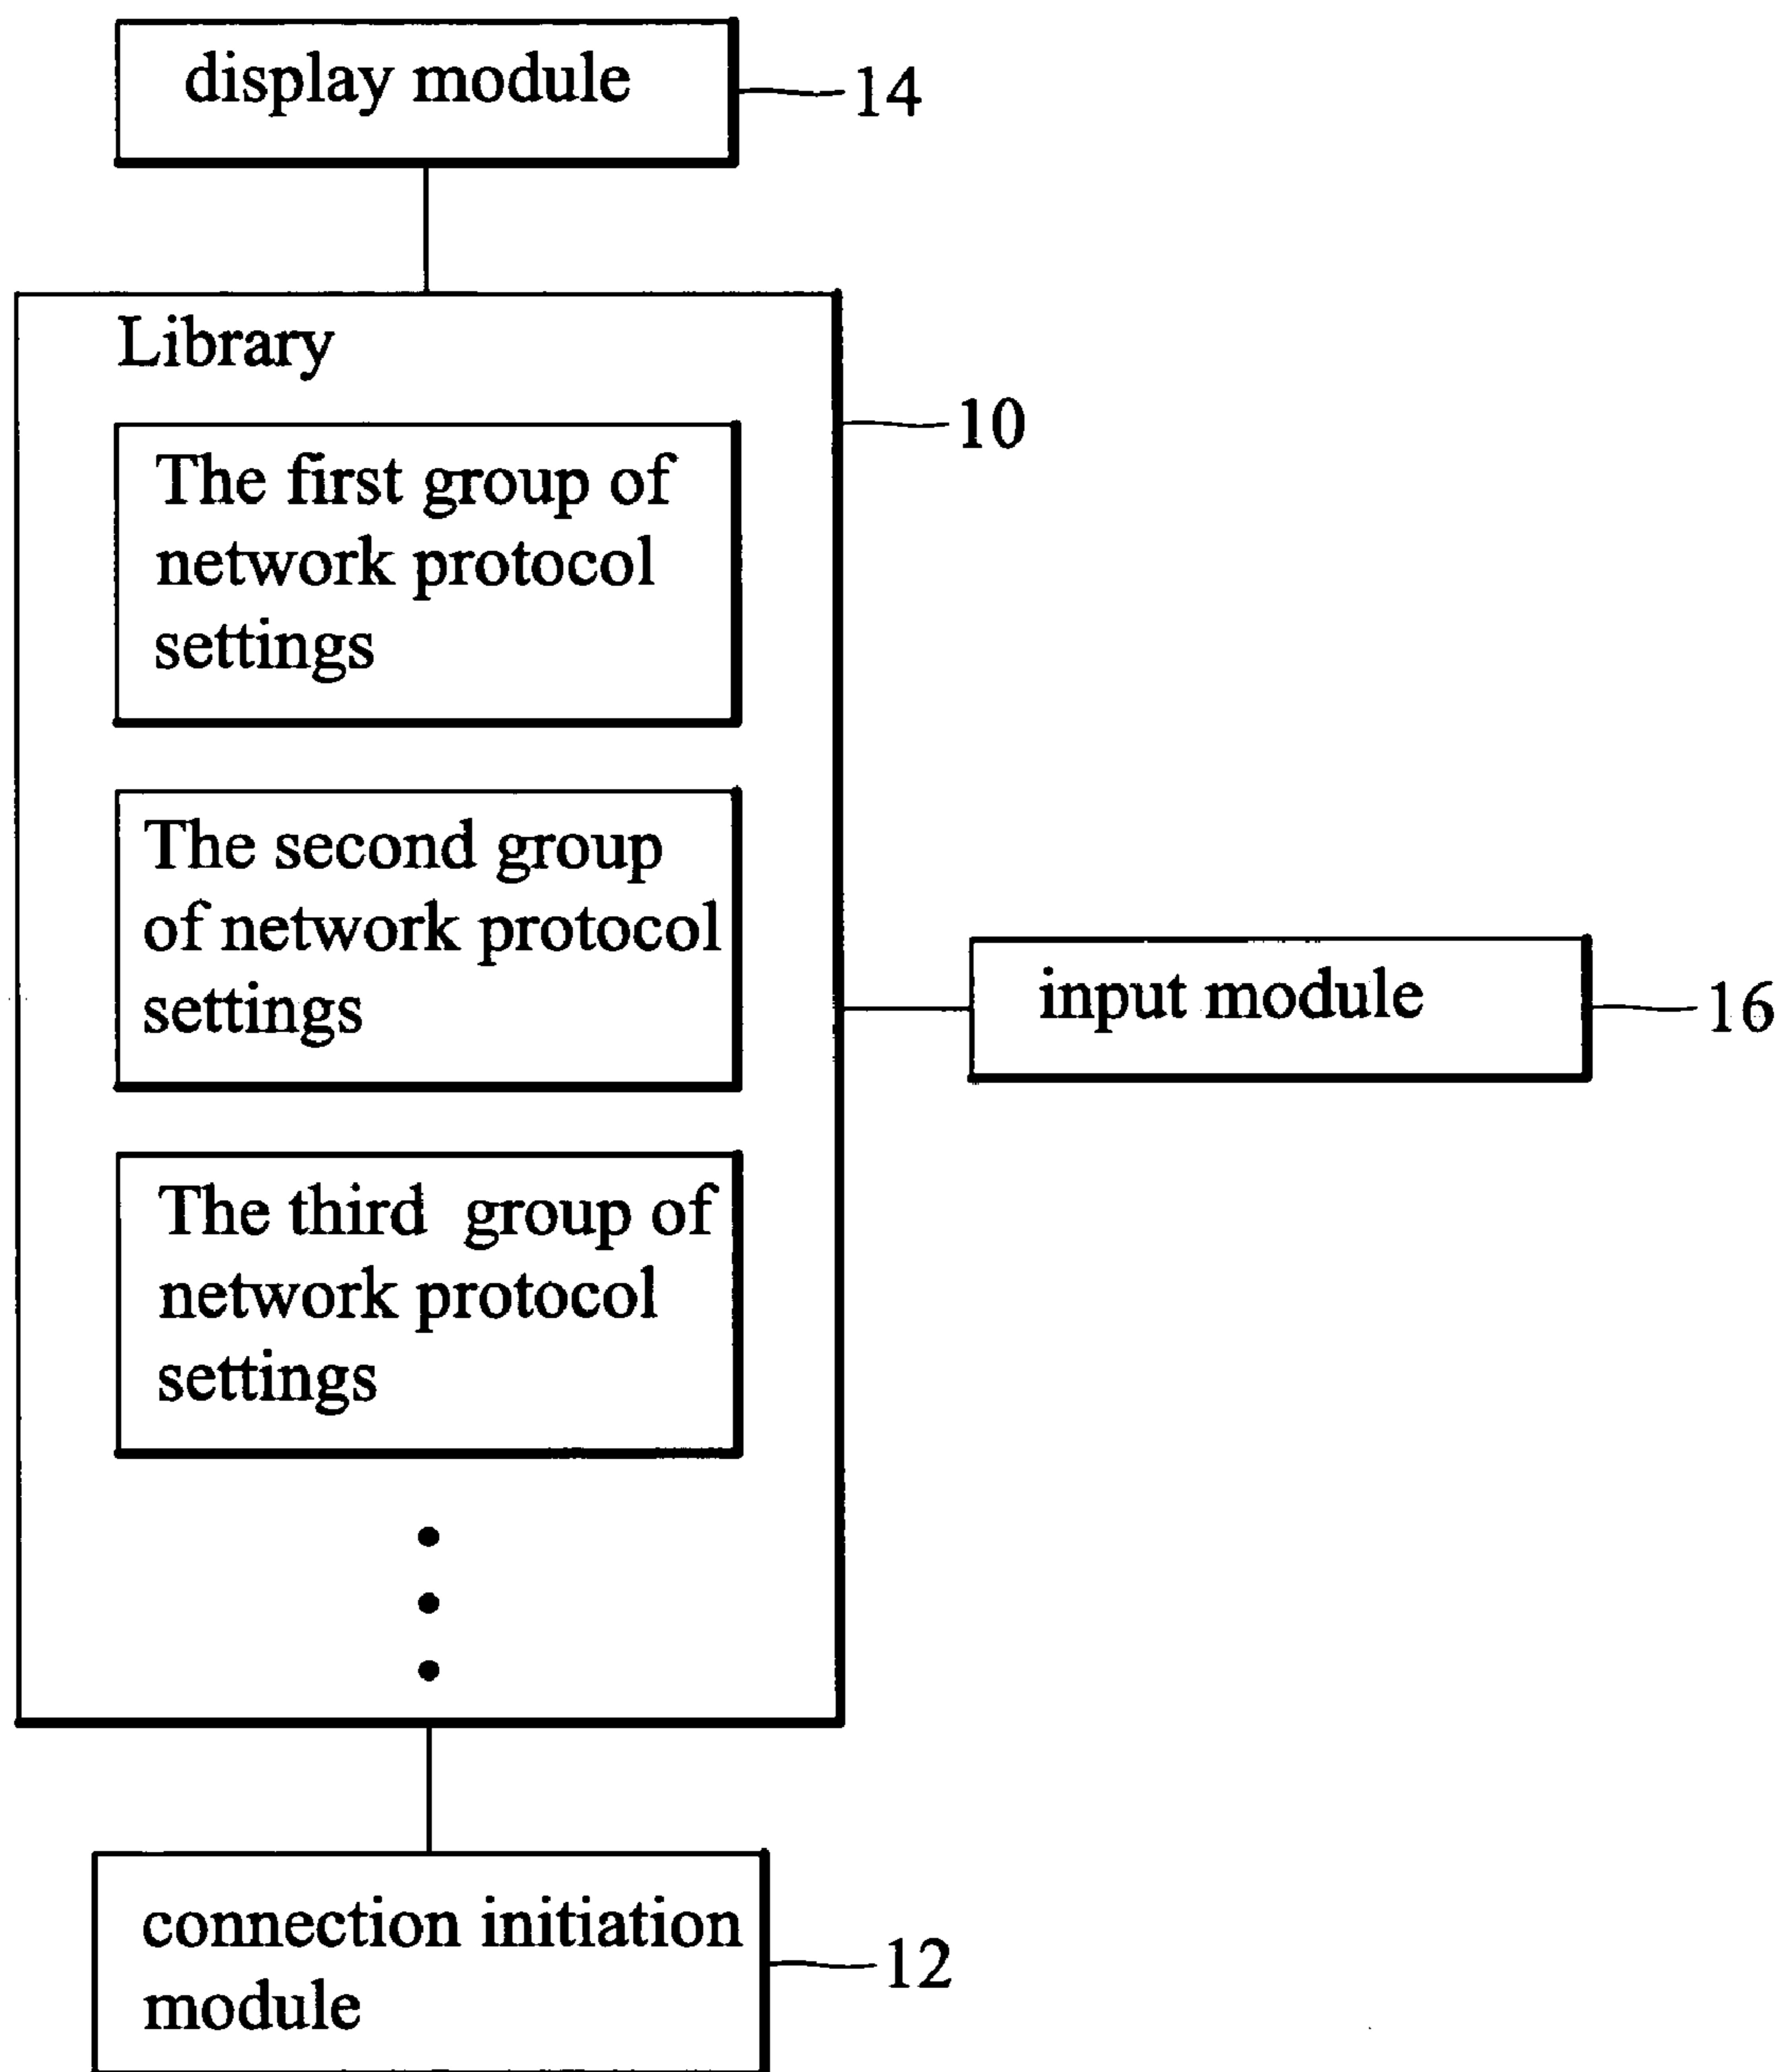 display module
14
Library
10
The first group of
network protocol
settings
The second group
of network protocol
settings
input module
16
The third group of
network protocol
settings
connection initiation
module
12